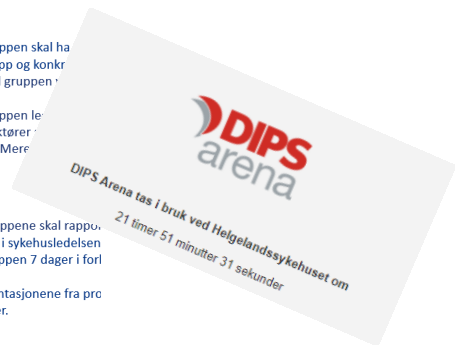 ppen skal ha
pp og konkr
gruppen
ppen le
ktører
Mere
ppene skal rappor
i sykehusledelsen
ppen 7 dager i forl
ntasjonene fra pro
er.
DIPS
arena
DIPS Arena tas i bruk ved Helgelandssykehuset om
21 timer 51 minutter 31 sekunder